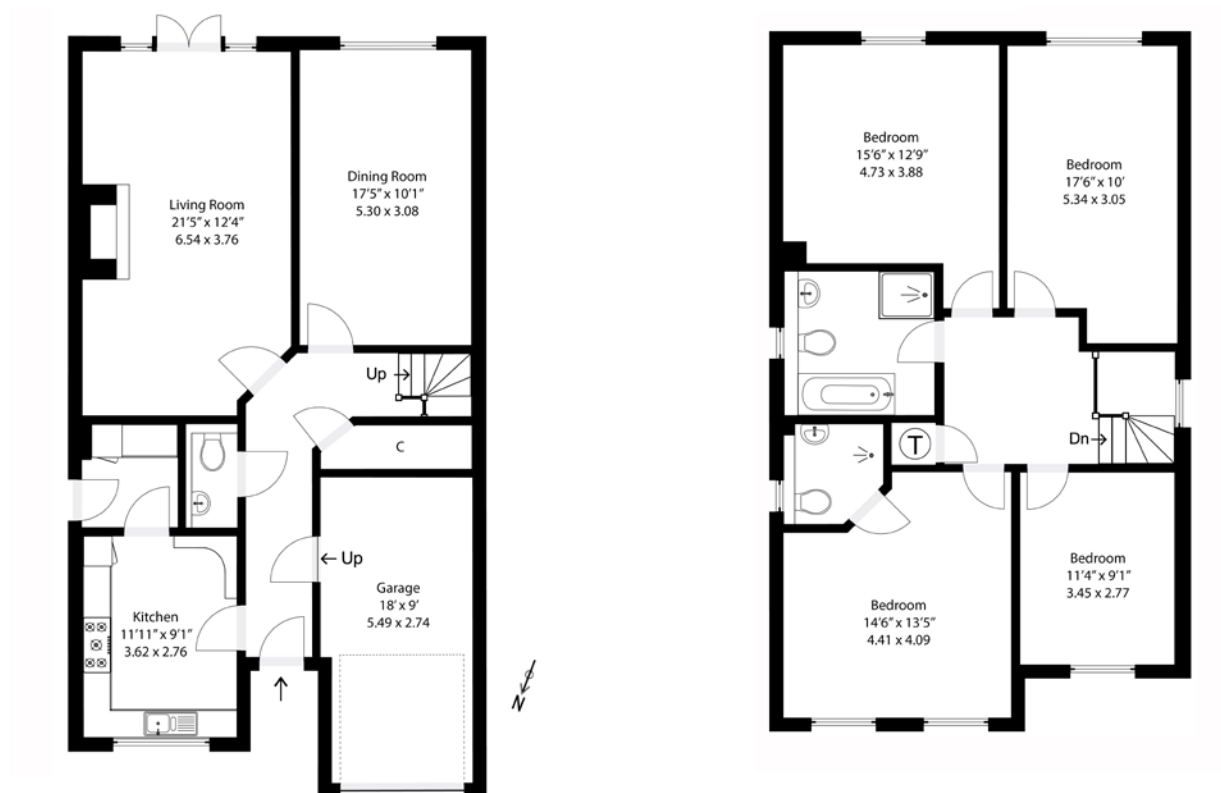 Living Room
21'5" x 12'4"
6.54 x 3.76
Dining Room
17'5" x 10'1"
5.30 x 3.08
Up
C
Up
Kitchen
11'11" x 9'1"
3.62 x 2.76
Garage
18' x 9'
5.49 x 2.74
N
Bedroom
15'6" x 12'9"
4.73 x 3.88
Bedroom
17'6" x 10'
5.34 x 3.05
T
Dn
Bedroom
14'6" x 13'5"
4.41 x 4.09
Bedroom
11'4" x 9'1"
3.45 x 2.77